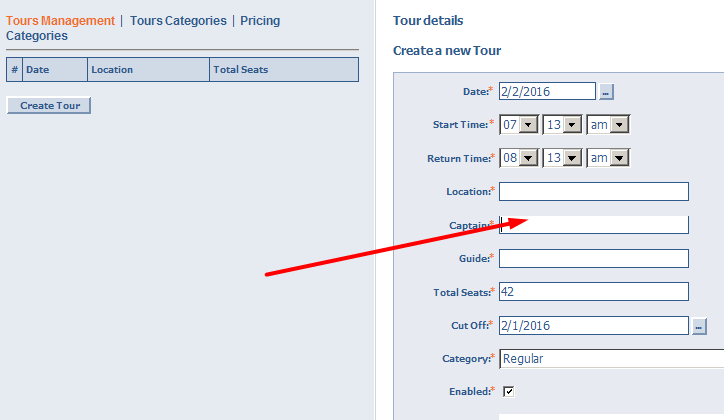 Tours Management | Tours Categories | Pricing
Categories
# Date Location Total Seats
Create Tour
Tour details
Create a new Tour
Date:* 2/2/2016 ...
Start Time:* 07 13 am
Return Time:* 08 13 am
Location:*
Captain:*
Guide:*
Total Seats:* 42
Cut Off:* 2/1/2016 ...
Category:* Regular
Enabled:*